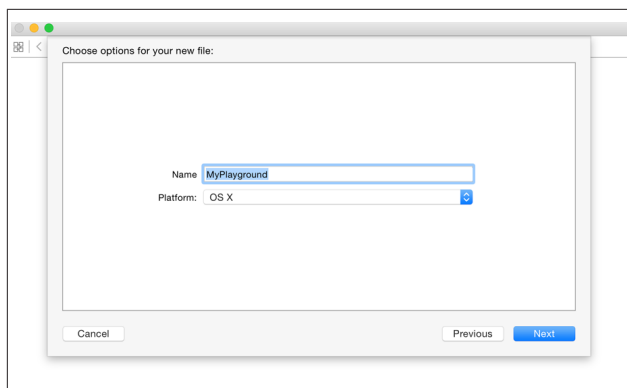 Choose options for your new file:
Name MyPlayground
Platform: OS X
Cancel Previous Next